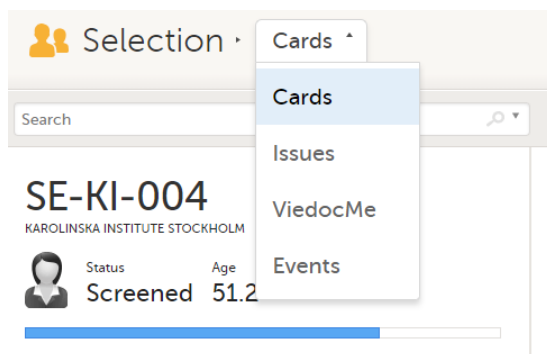 Selection Cards
Cards
Search
Issues
SE-KI-004
ViedocMe
KAROLINSKA INSTITUTE STOCKHOLM
Status Age Events
Screened 51.2